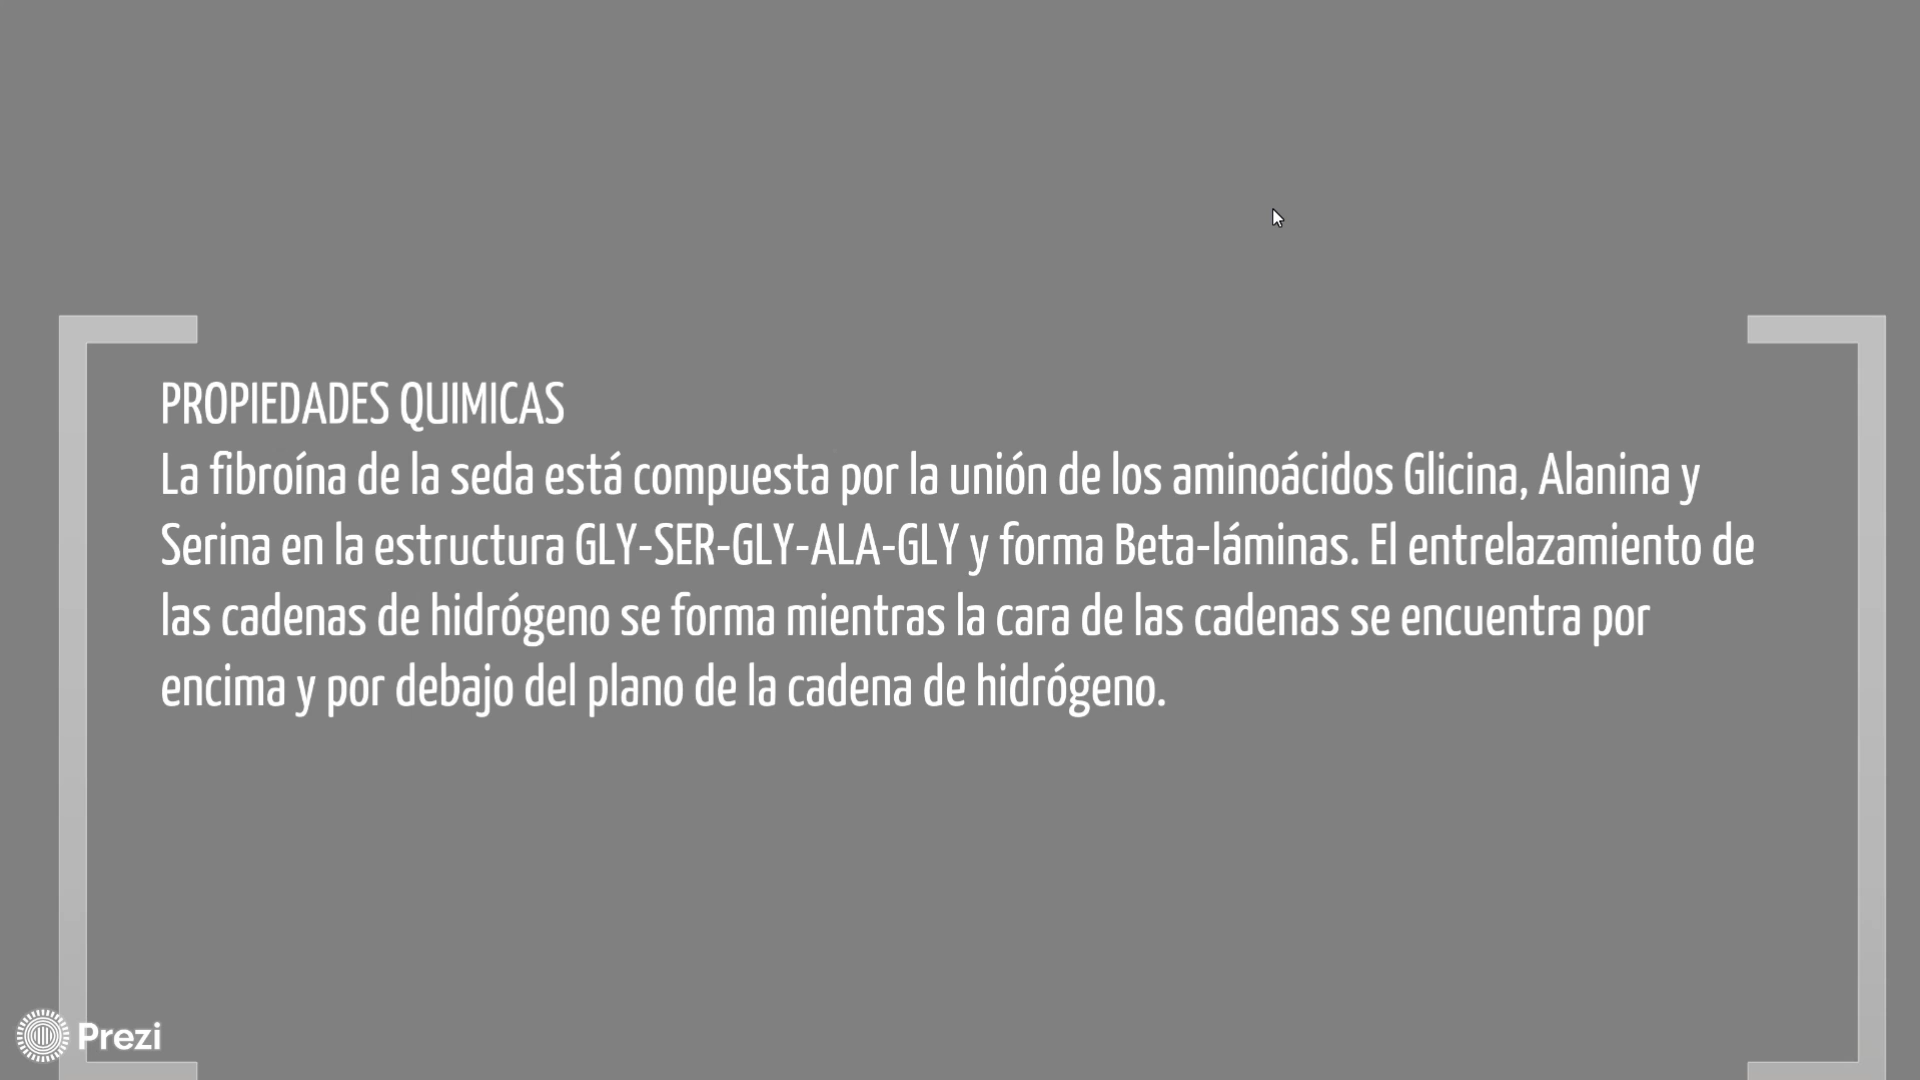 PROPIEDADES QUIMICAS
La fibroína de la seda está compuesta por la unión de los aminoácidos Glicina, Alanina y
Serina en la estructura GLY-SER-GLY-ALA-GLY y forma Beta-láminas. El entrelazamiento de
las cadenas de hidrógeno se forma mientras la cara de las cadenas se encuentra por
encima y por debajo del plano de la cadena de hidrógeno.
Prezi